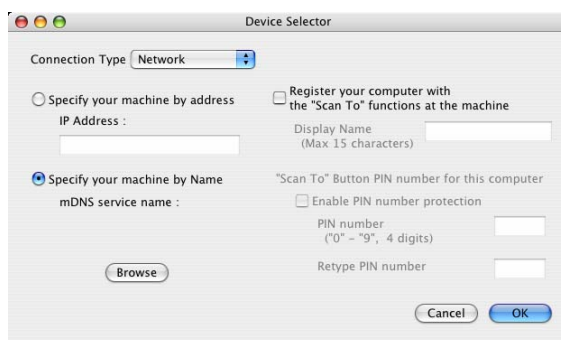 Device Selector
Connection Type Network
Specify your machine by address
IP Address :
Specify your machine by Name
mDNS service name :
Browse
Register your computer with
the "Scan To" functions at the machine
Display Name
(Max 15 characters)
"Scan To" Button PIN number for this computer
Enable PIN number protection
PIN number
("0" - "9", 4 digits)
Retype PIN number
Cancel OK